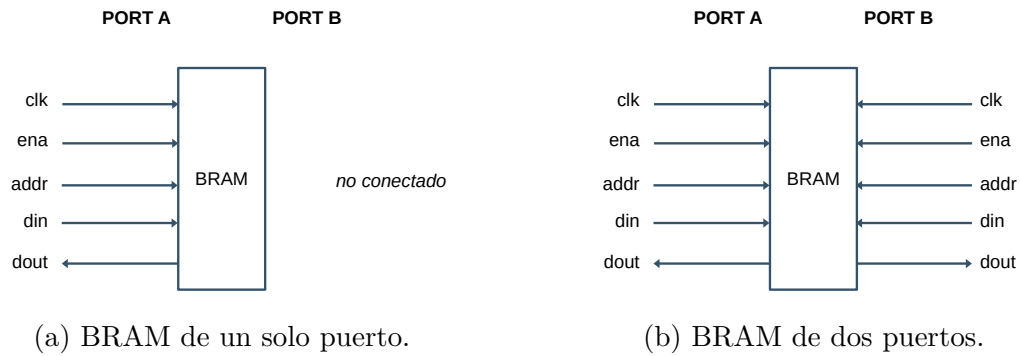 PORT A PORT B
clk
ena
addr
din
dout
BRAM
no conectado
(a) BRAM de un solo puerto.
PORT A PORT B
clk
ena
addr
din
dout
BRAM
clk
ena
addr
din
dout
(b) BRAM de dos puertos.